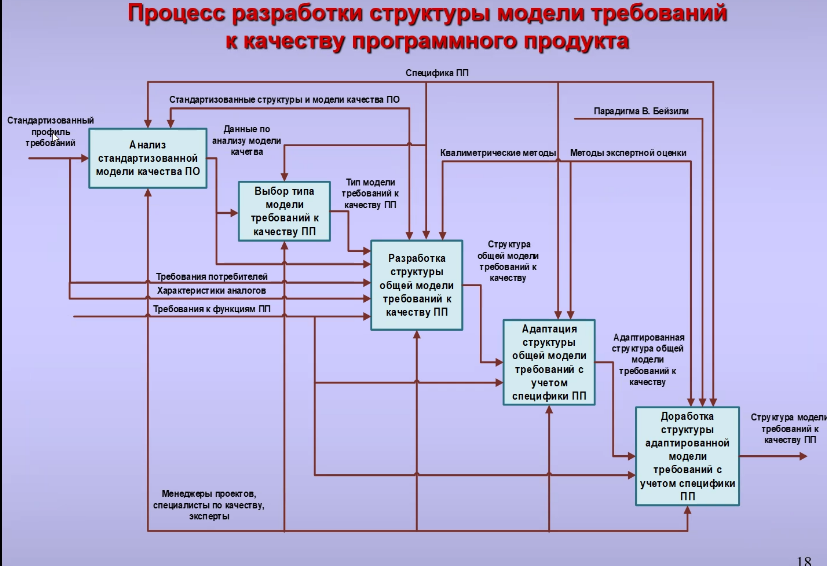 Процесс разработки структуры модели требований
к качеству программного продукта
Специфика ПП
Стандартизованные структуры и модели качества ПО
Стандартизованный
профиль
требований
Парадигма В. Бейзили
Данные по
анализу модели
качетва
Анализ
стандартизованной
модели качества ПО
Квалиметрические методы
Методы экспертной оценки
Выбор типа
модели
требований к
качеству ПП
Тип модели
требований к
качеству ПП
Структура
общей модели
требований к
качеству
Разработка
структуры
общей модели
требований к
качеству ПП
Требования потребителей
Характеристики аналогов
Требования к функциям ПП
Адаптация
структуры
общей модели
требований с
учетом
специфики ПП
Адаптированная
структура общей
модели
требований к
качеству
Доработка
структуры
адаптированной
модели
требований с
учетом специфики
ПП
Структура модели
требований к
качеству ПП
Менеджеры проектов,
специалисты по качеству,
эксперты
18